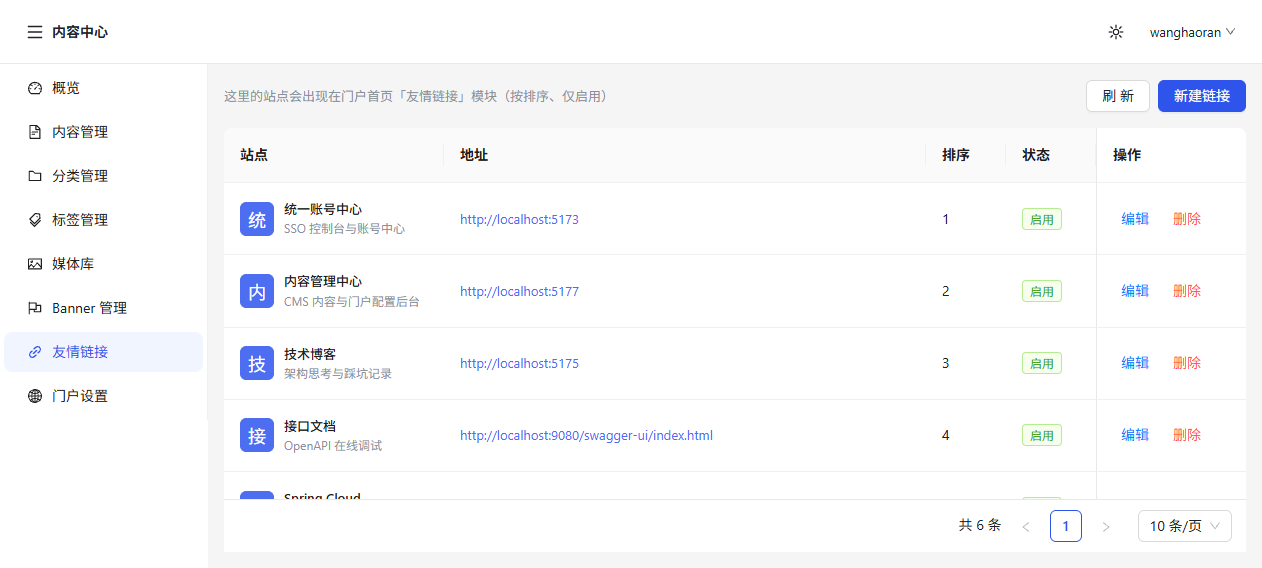 内容中心
wanghaoran
概览
内容管理
分类管理
标签管理
媒体库
Banner 管理
友情链接
门户设置
这里的站点会出现在门户首页「友情链接」模块（按排序、仅启用）
刷 新
新建链接
站点 地址 排序 状态 操作
统 统一账号中心
SSO 控制台与账号中心
http://localhost:5173 1 启用 编辑 删除
内 内容管理中心
CMS 内容与门户配置后台
http://localhost:5177 2 启用 编辑 删除
技 技术博客
架构思考与踩坑记录
http://localhost:5175 3 启用 编辑 删除
接 接口文档
OpenAPI 在线调试
http://localhost:9080/swagger-ui/index.html 4 启用 编辑 删除
Spring Cloud
共 6 条 < 1 > 10 条/页